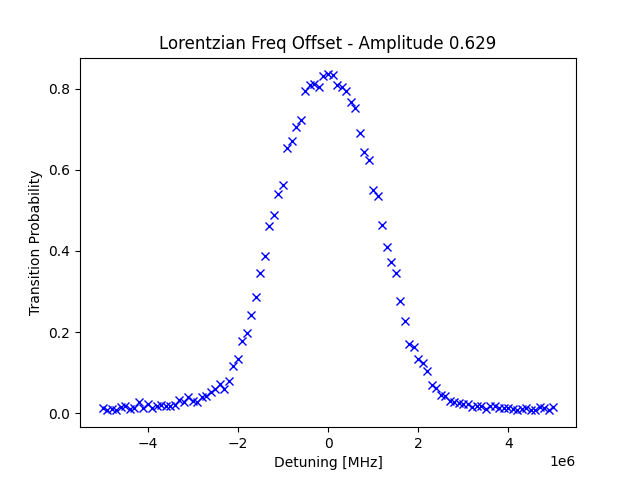 Lorentzian Freq Offset - Amplitude 0.629
Transition Probability
0.8
0.6
0.4
0.2
0.0
−4
−2
0
2
4
1e6
Detuning [MHz]